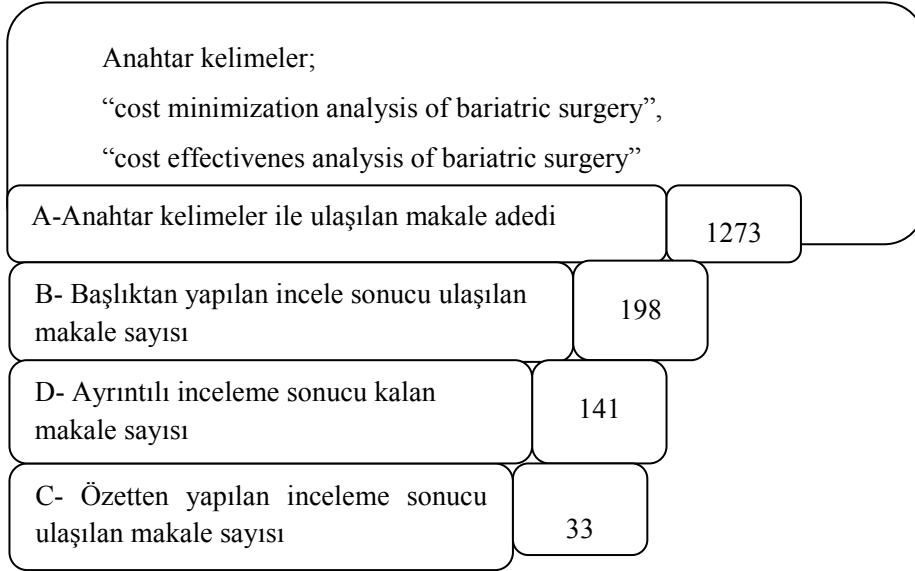 Anahtar kelimeler;
“cost minimization analysis of bariatric surgery”,
“cost effectivenes analysis of bariatric surgery”
A-Anahtar kelimeler ile ulaşılan makale adedi
1273
B- Başlıktan yapılan incele sonucu ulaşılan
makale sayısı
198
D- Ayrıntılı inceleme sonucu kalan
makale sayısı
141
C- Özetten yapılan inceleme sonucu
ulaşılan makale sayısı
33